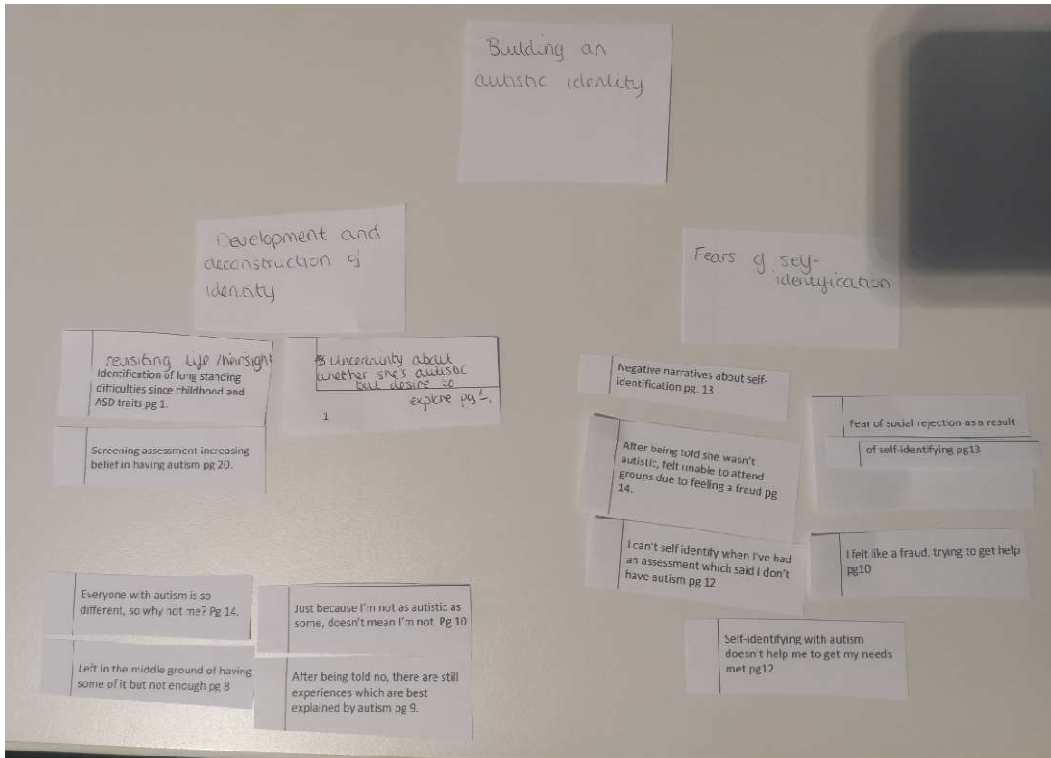 Building an
autistic identity
Development and
deconstruction of
identity
Fears of self-
identification
revisiting life /heinsight
Identification of long standing
difficulties since childhood and
ASD traits pg 1.
Uncertainty about
whether she's autistic
but desire to
explore pg 1.
1
Screening assessment increasing
belief in having autism pg 20.
Negative narratives about self-
identification pg. 13
Fear of social rejection as a result
of self-identifying pg13
After being told she wasn't
autistic, felt unable to attend
groups due to feeling a fraud pg
14.
I can't self identify when I've had
an assessment which said I don't
have autism pg 12
I felt like a fraud, trying to get help
pg10
Self-identifying with autism
doesn't help me to get my needs
met pg12
Everyone with autism is so
different, so why not me? Pg 14.
Just because I'm not as autistic as
some, doesn't mean I'm not Pg 10
Left in the middle ground of having
some of it but not enough pg 8
After being told no, there are still
experiences which are best
explained by autism pg 9.